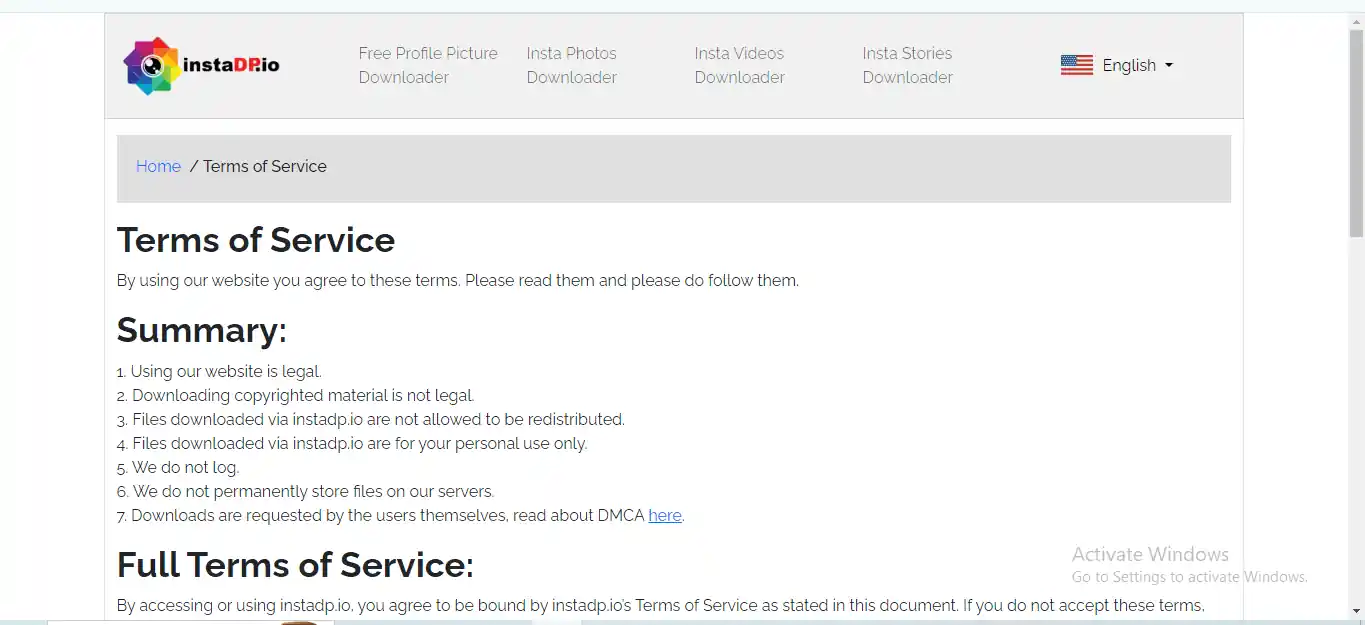 instaDP.io
Free Profile Picture
Downloader
Insta Photos
Downloader
Insta Videos
Downloader
Insta Stories
Downloader
English
Home / Terms of Service
Terms of Service
By using our website you agree to these terms. Please read them and please do follow them.
Summary:
1. Using our website is legal.
2. Downloading copyrighted material is not legal.
3. Files downloaded via instadp.io are not allowed to be redistributed.
4. Files downloaded via instadp.io are for your personal use only.
5. We do not log.
6. We do not permanently store files on our servers.
7. Downloads are requested by the users themselves, read about DMCA here.
Full Terms of Service:
By accessing or using instadp.io, you agree to be bound by instadp.io's Terms of Service as stated in this document. If you do not accept these terms,
Activate Windows
Go to Settings to activate Windows.